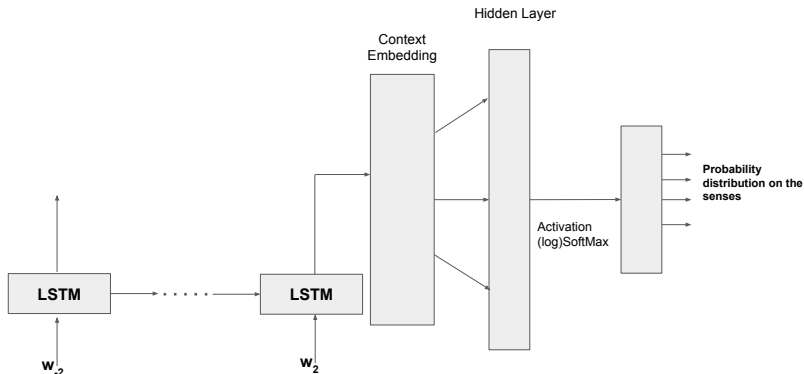 Hidden Layer
Context
Embedding
Probability
distribution on the
senses
Activation
(log)SoftMax
LSTM
LSTM
w-2
w2